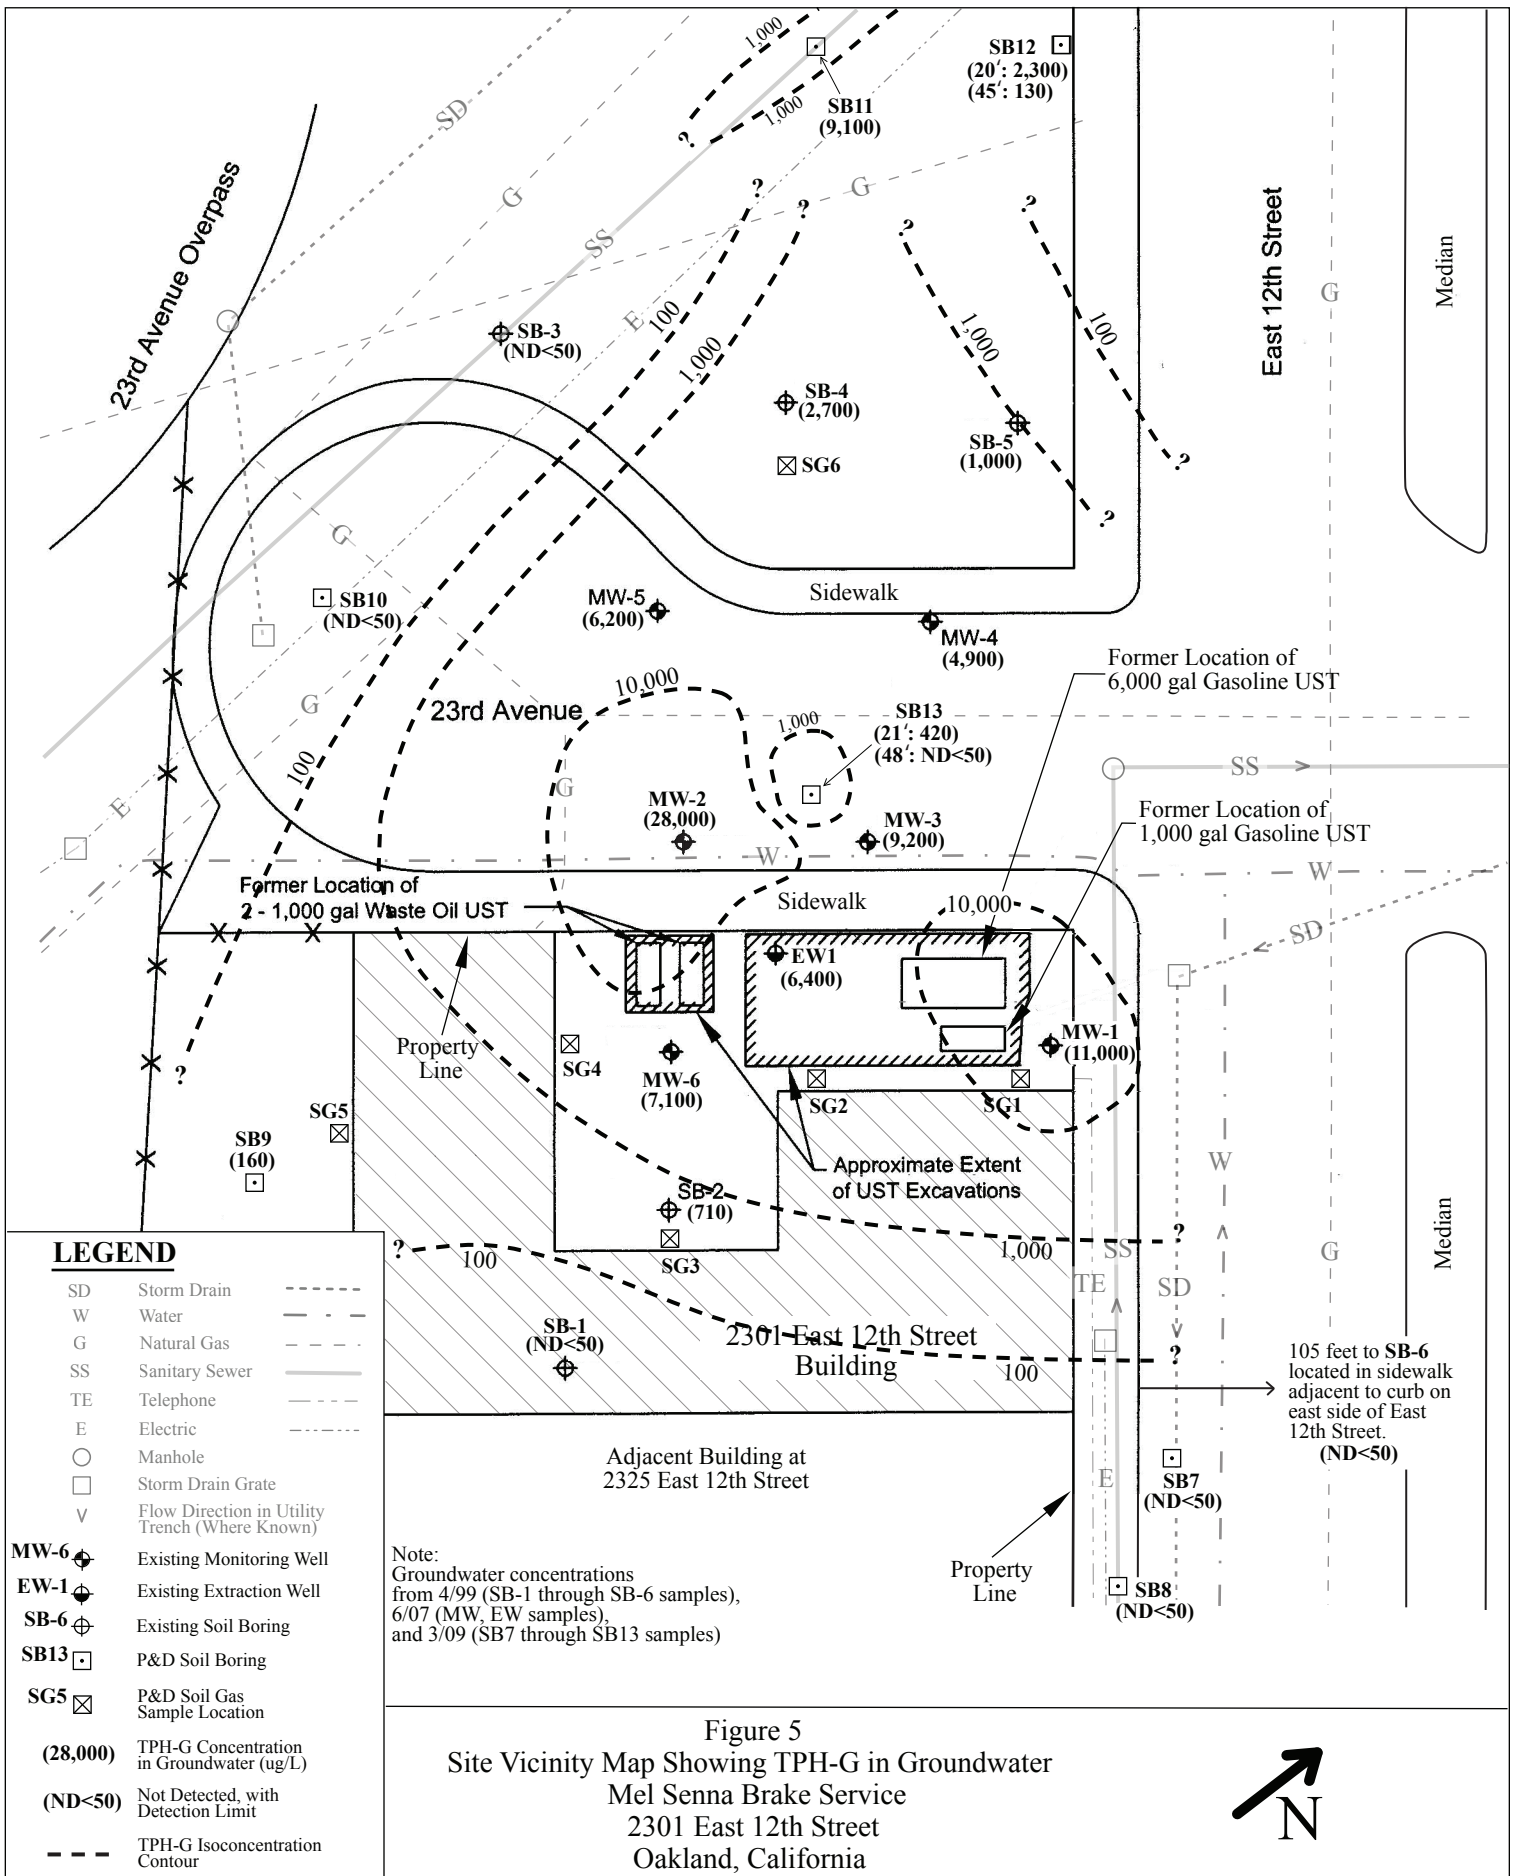 1,000
SB12
(20': 2,300)
(45': 130)
SB11
(9,100)
1,000
SD
?
G
?
?
G
?
?
23rd Avenue Overpass
SS
East 12th Street
Median
G
E
100
1,000
1,000
100
SB-3
(ND<50)
SB-4
(2,700)
SB-5
(1,000)
SG6
?
?
G
SB10
(ND<50)
MW-5
(6,200)
Sidewalk
MW-4
(4,900)
Former Location of
6,000 gal Gasoline UST
10,000
G
23rd Avenue
1,000
SB13
(21': 420)
(48': ND<50)
100
G
SS >
E
MW-2
(28,000)
MW-3
(9,200)
Former Location of
1,000 gal Gasoline UST
W
W
Former Location of
2 - 1,000 gal Waste Oil UST
Sidewalk
10,000
SD
EW1
(6,400)
Property
Line
SG4
MW-6
(7,100)
MW-1
(11,000)
SG2
SG1
?
SG5
SB9
(160)
W
Approximate Extent
of UST Excavations
SB-2
(710)
SG3
?
100
1,000
?
SS
G
Median
TE
SD
SB-1
(ND<50)
2301 East 12th Street
Building
100
?
105 feet to SB-6
located in sidewalk
adjacent to curb on
east side of East
12th Street.
(ND<50)
Adjacent Building at
2325 East 12th Street
E
SB7
(ND<50)
Property
Line
SB8
(ND<50)
LEGEND
SD Storm Drain
W Water
G Natural Gas
SS Sanitary Sewer
TE Telephone
E Electric
Manhole
Storm Drain Grate
V Flow Direction in Utility
Trench (Where Known)
MW-6 Existing Monitoring Well
EW-1 Existing Extraction Well
SB-6 Existing Soil Boring
SB13 P&D Soil Boring
SG5 P&D Soil Gas
Sample Location
(28,000) TPH-G Concentration
in Groundwater (ug/L)
(ND<50) Not Detected, with
Detection Limit
TPH-G Isoconcentration
Contour
Note:
Groundwater concentrations
from 4/99 (SB-1 through SB-6 samples),
6/07 (MW, EW samples),
and 3/09 (SB7 through SB13 samples)
Figure 5
Site Vicinity Map Showing TPH-G in Groundwater
Mel Senna Brake Service
2301 East 12th Street
Oakland, California
N